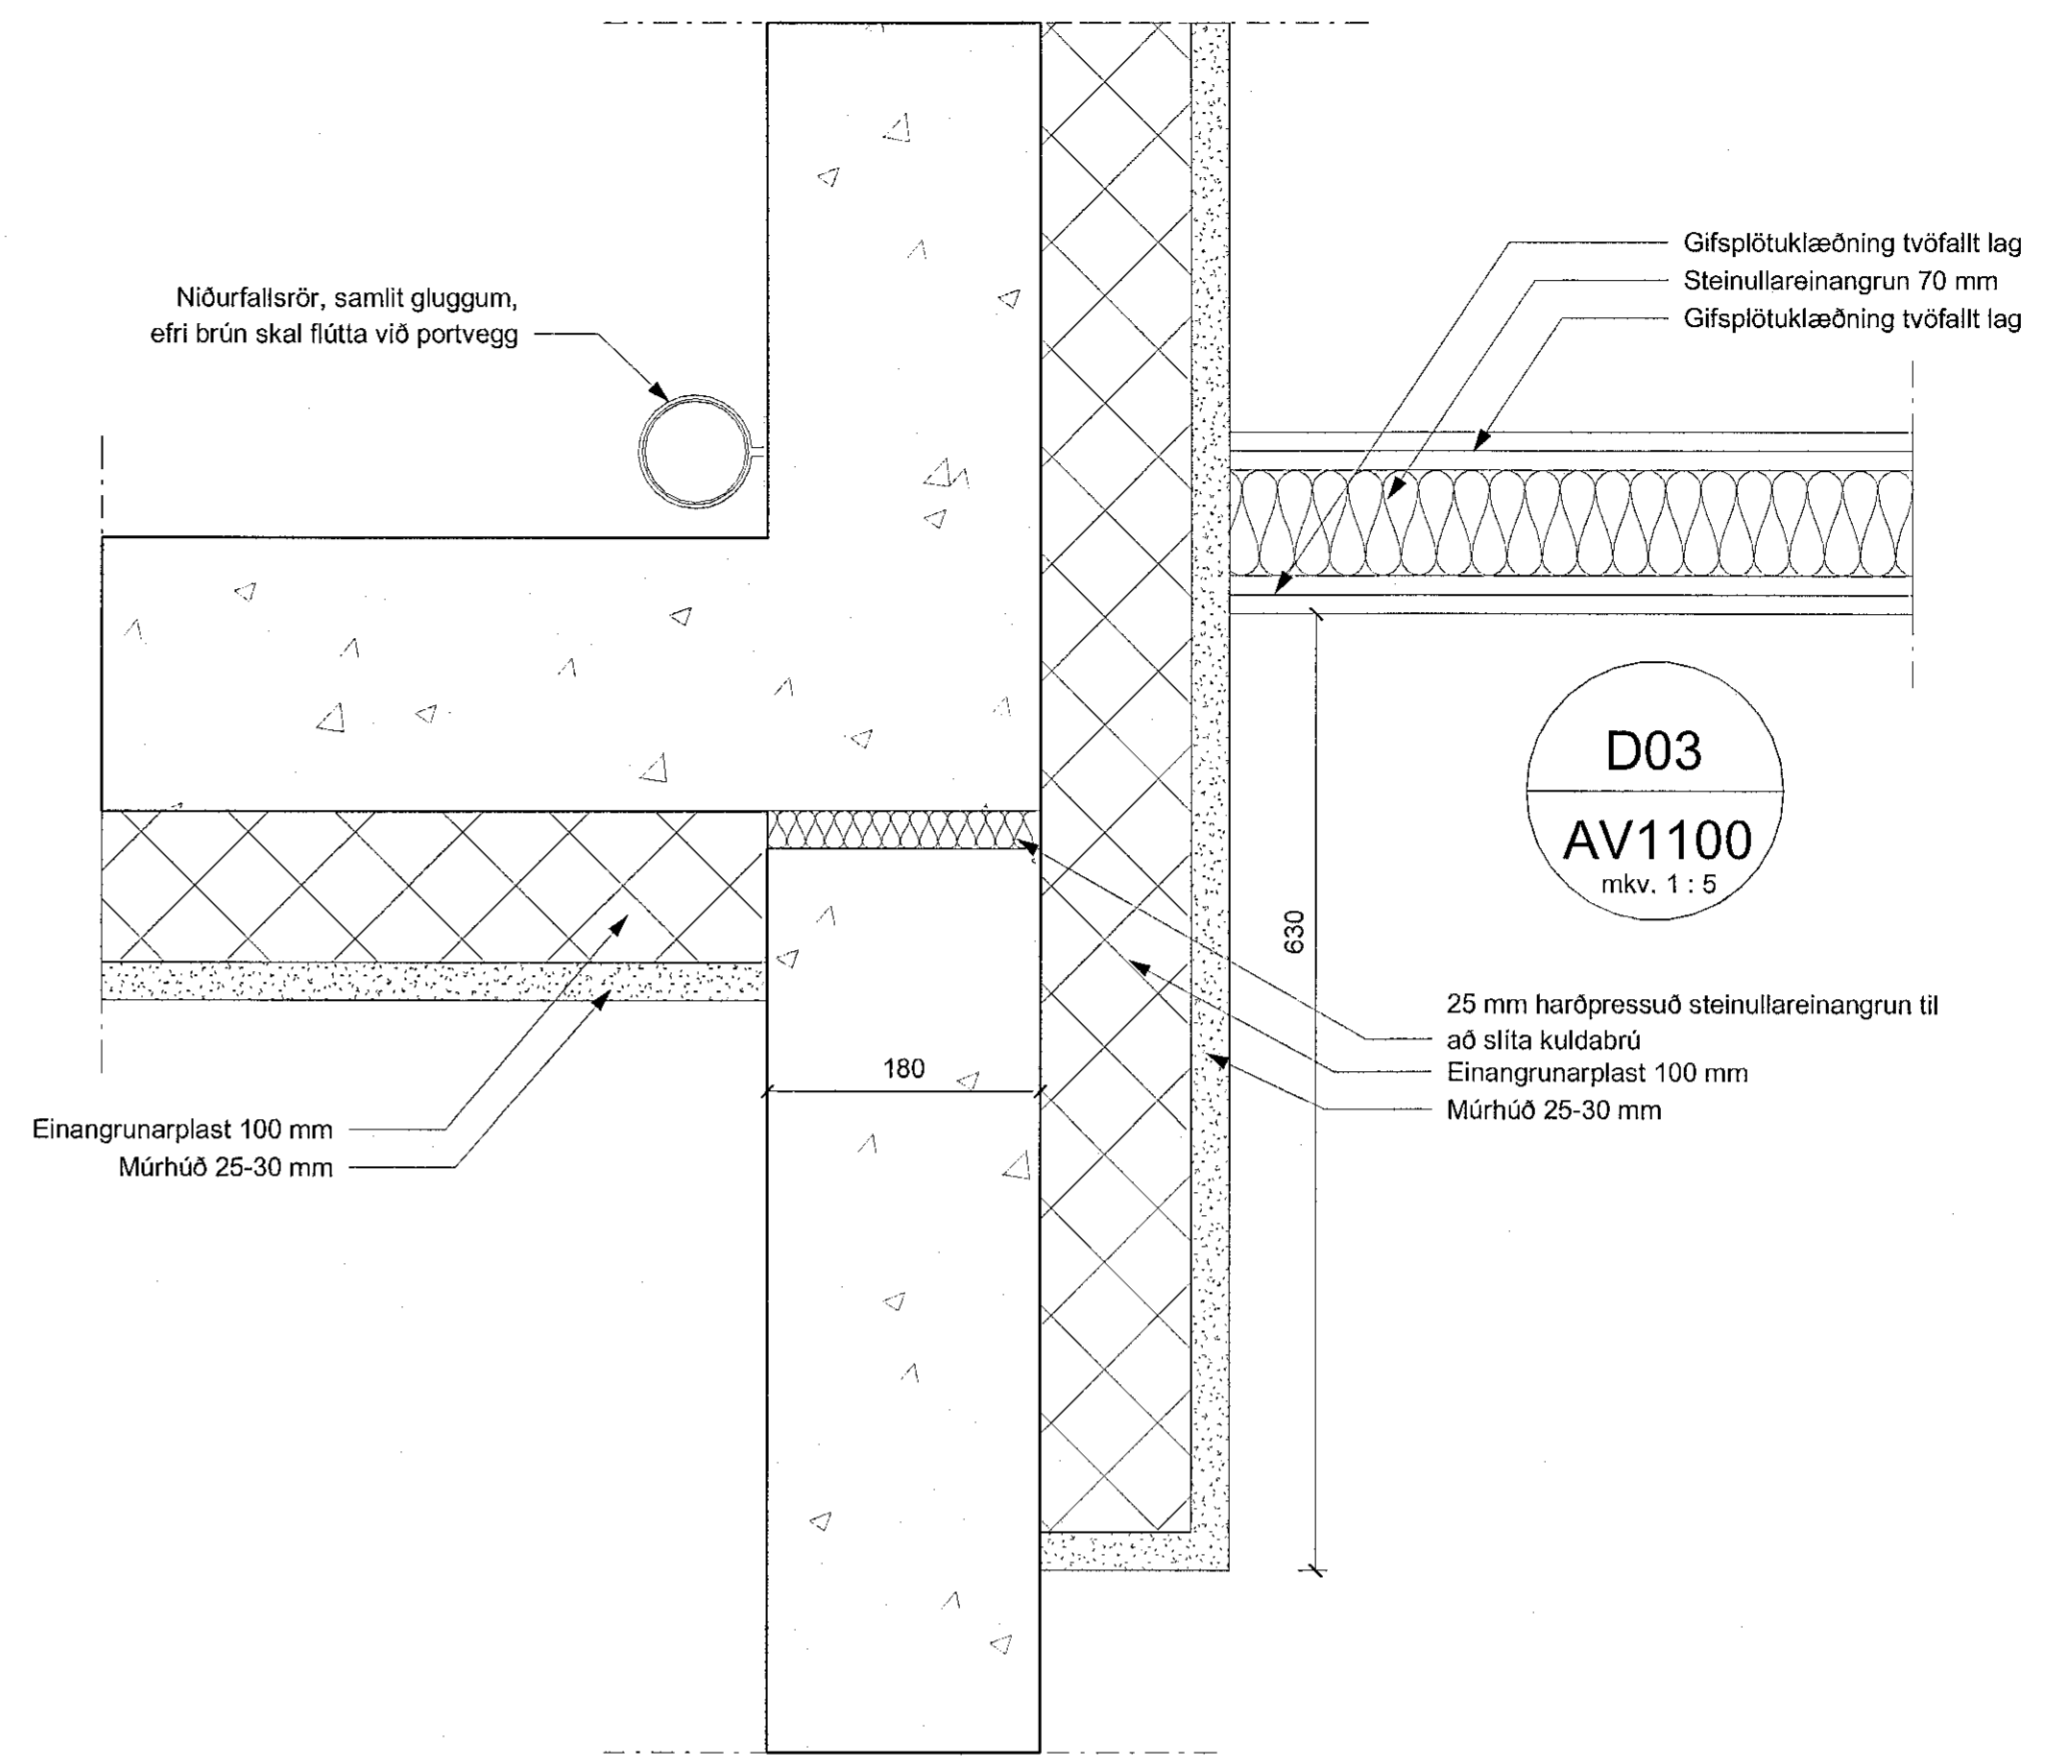 Gifsplötuklæðning tvöfallt lag
Steinullareinangrun 70 mm
Gifsplötuklæðning tvöfallt lag
Niðurfallsrör, samlit gluggum,
efri brún skal flútta við portvegg
D03
AV1100
mkv. 1 : 5
630
25 mm harðpressuð steinullareinangrun til
að slíta kuldabrú
Einangrunarplast 100 mm
Múrhúð 25-30 mm
180
Einangrunarplast 100 mm
Múrhúð 25-30 mm